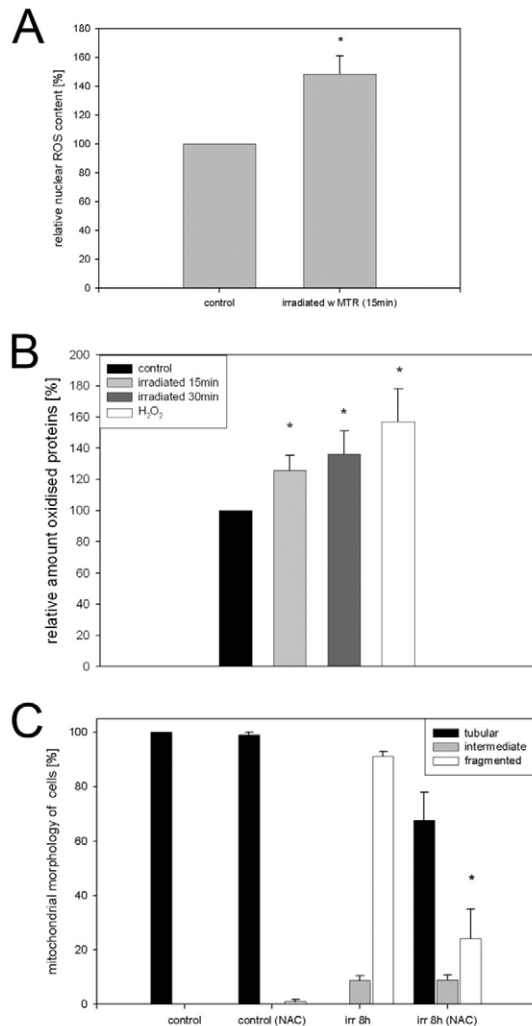 A
relative nuclear ROS content [%]
180
160
140
120
100
80
60
40
20
0
*
control
irradiated w MTR (15min)
B
relative amount oxidised proteins [%]
200
180
160
140
120
100
80
60
40
20
0
control
irradiated 15min
irradiated 30min
H₂O₂
*
*
*
C
mitochondrial morphology of cells [%]
100
80
60
40
20
0
tubular
intermediate
fragmented
*
control
control (NAC)
irr 8h
irr 8h (NAC)